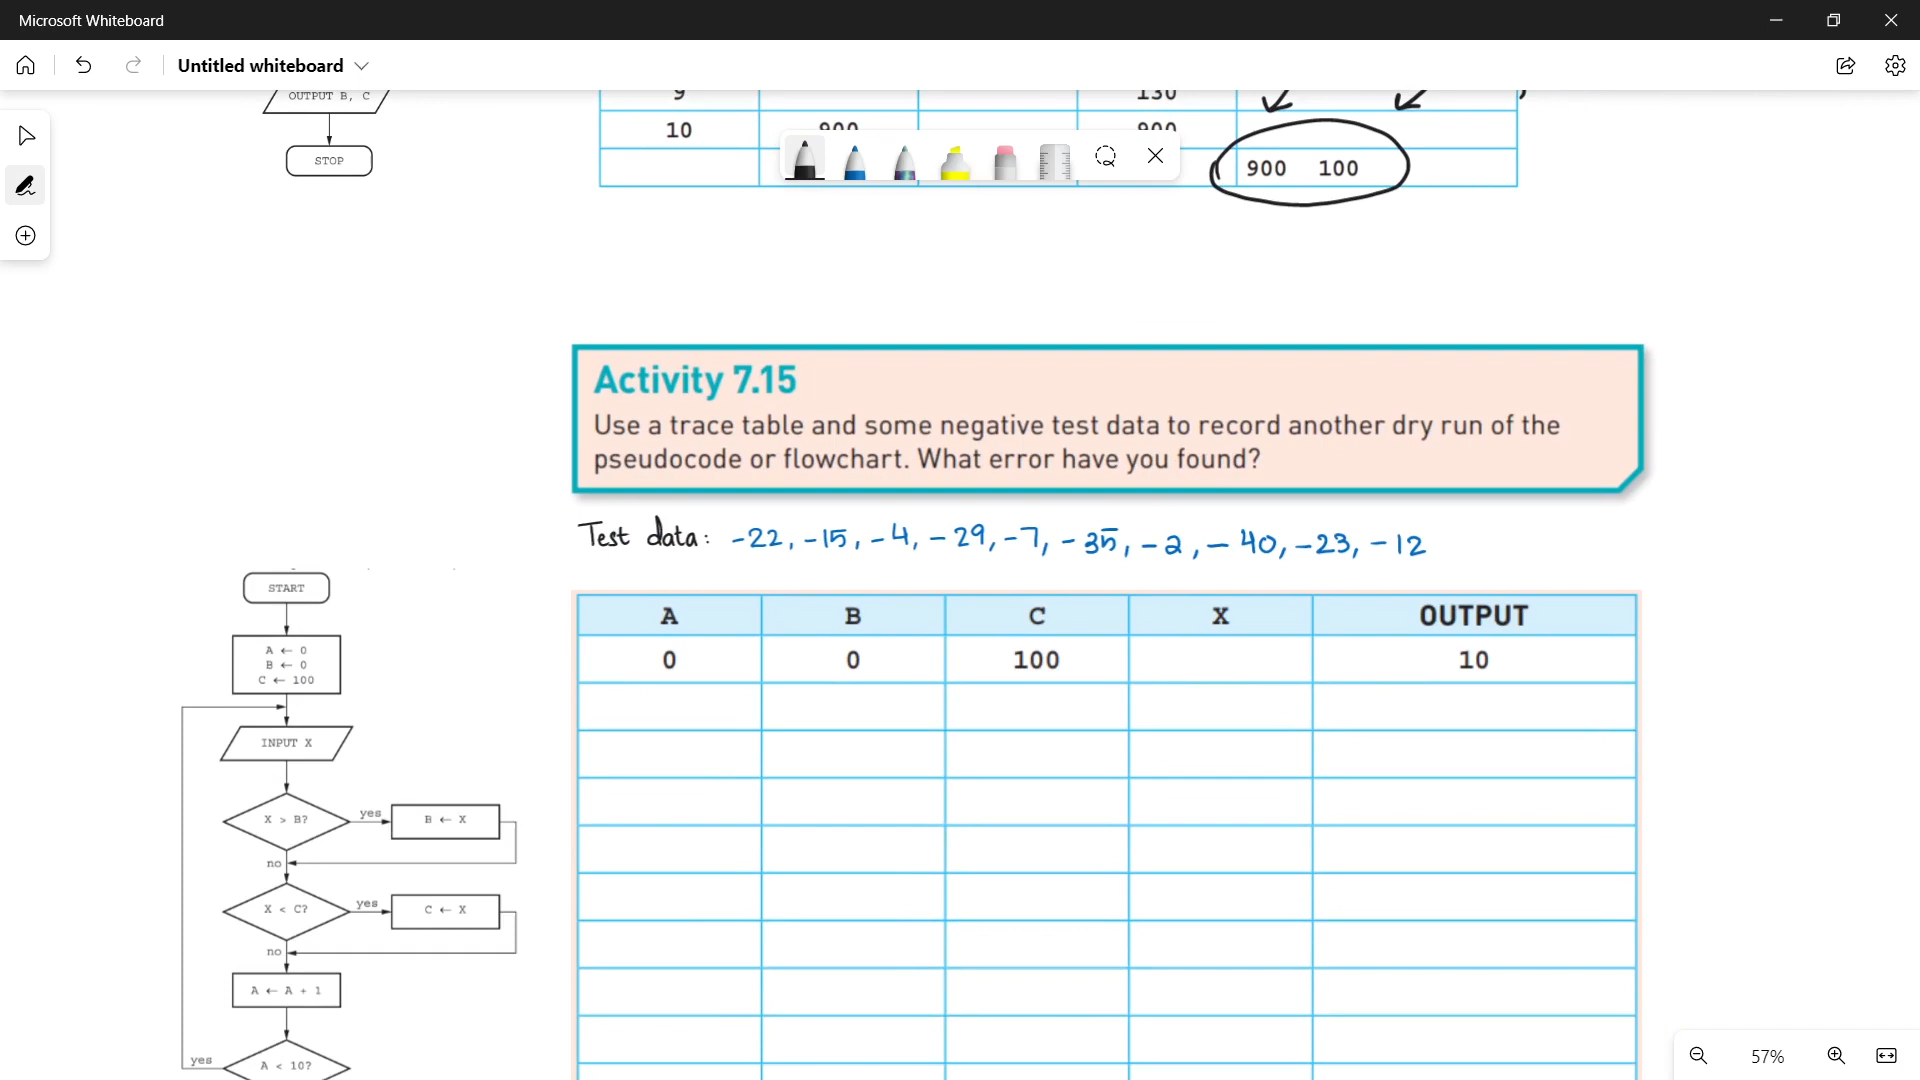 Microsoft Whiteboard
Untitled whiteboard
OUTPUT B, C
STOP
9 130
10 900 900
900 100
Activity 7.15
Use a trace table and some negative test data to record another dry run of the
pseudocode or flowchart. What error have you found?
Test data: -22, -15, -4, -29, -7, -35, -2, -40, -23, -12
START
A ← 0
B ← 0
C ← 100
INPUT X
X > B? yes B ← X
no
X < C? yes C ← X
no
A ← A + 1
yes
A < 10?
A B C X OUTPUT
0 0 100 10
57%